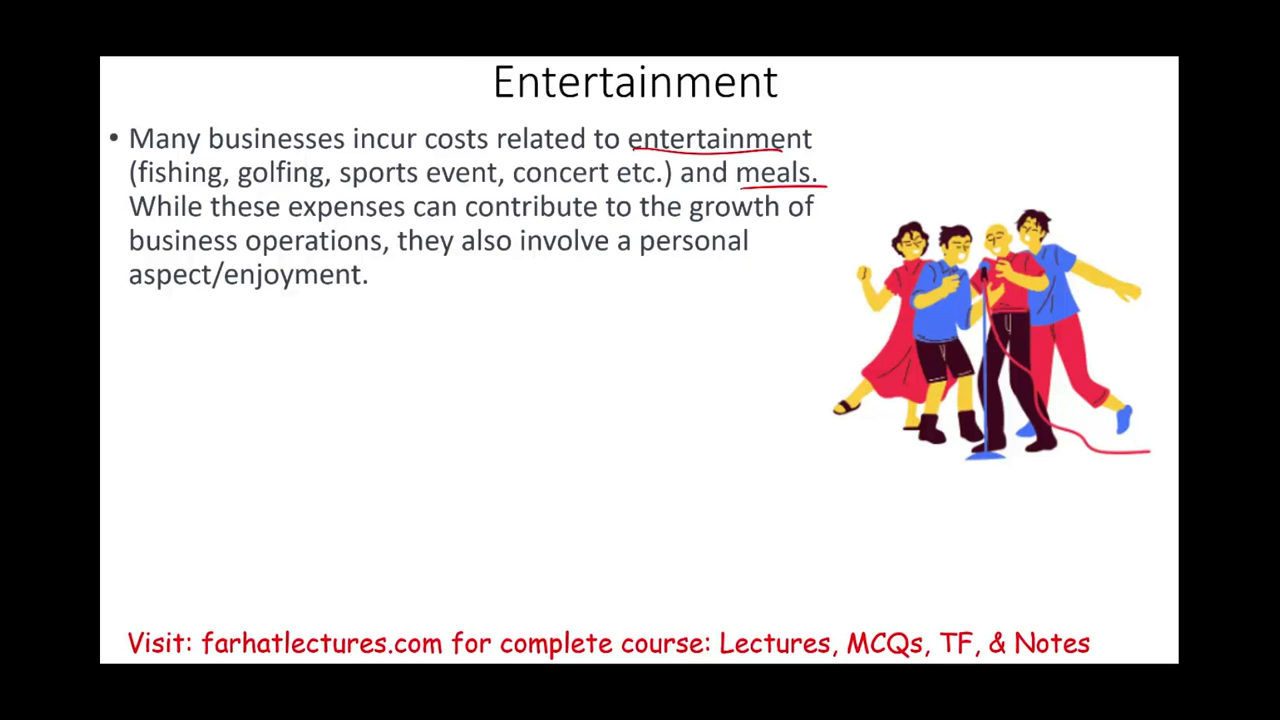 Entertainment
• Many businesses incur costs related to entertainment
(fishing, golfing, sports event, concert etc.) and meals.
While these expenses can contribute to the growth of
business operations, they also involve a personal
aspect/enjoyment.
Visit: farhatlectures.com for complete course: Lectures, MCQs, TF, & Notes